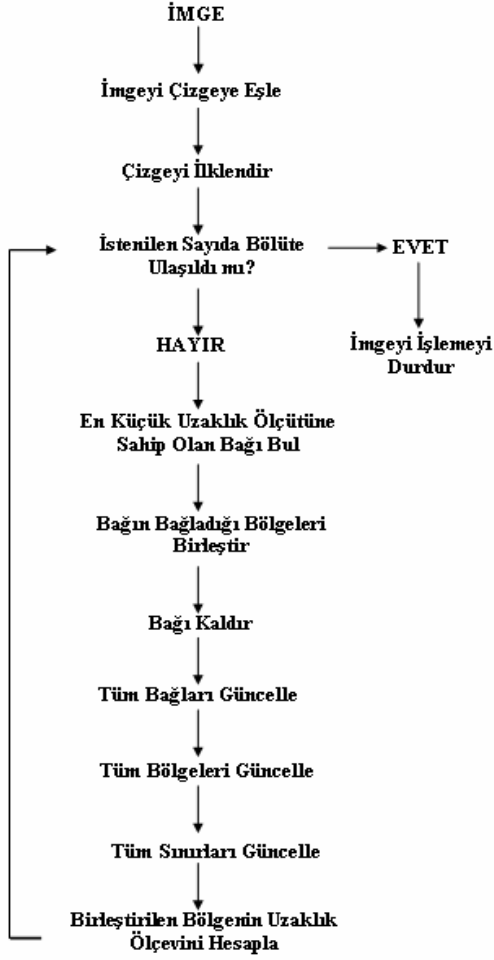 İMGE
İmgeyi Çizgeye Eşle
Çizgeyi İlklendir
İstenilen Sayıda Bölüte
Ulaşıldı mı?
EVET
HAYIR
İmgeyi İşlemeyi
Durdur
En Küçük Uzaklık Ölçütüne
Sahip Olan Bağı Bul
Bağın Bağladığı Bölgeleri
Birleştir
Bağı Kaldır
Tüm Bağları Güncelle
Tüm Bölgeleri Güncelle
Tüm Sınırları Güncelle
Birleştirilen Bölgenin Uzaklık
Ölçevini Hesapla